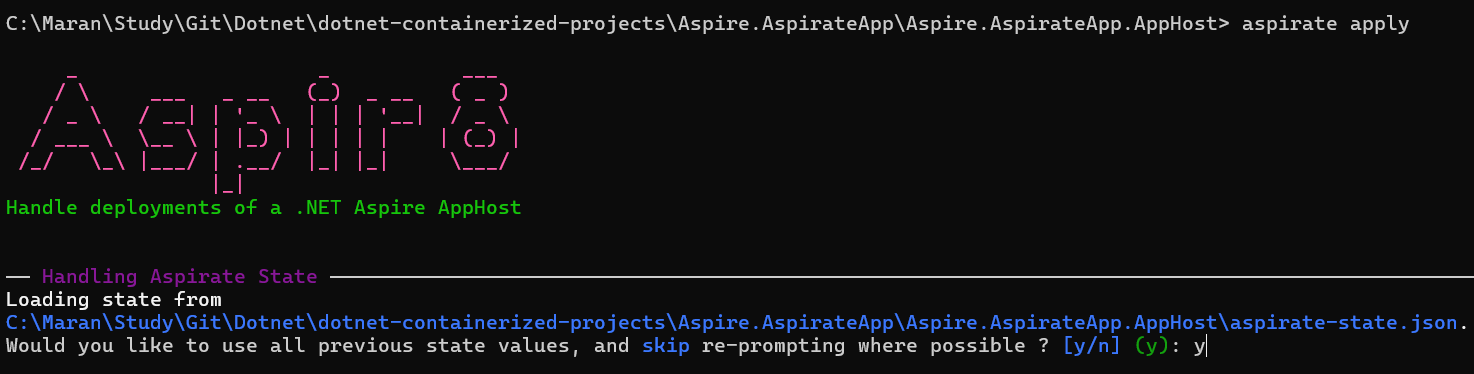 C:\Maran\Study\Git\Dotnet\dotnet-containerized-projects\Aspire.AspirateApp\Aspire.AspirateApp.AppHost> aspirate apply
Aspir8
Handle deployments of a .NET Aspire AppHost
Handling Aspirate State
Loading state from
C:\Maran\Study\Git\Dotnet\dotnet-containerized-projects\Aspire.AspirateApp\Aspire.AspirateApp.AppHost\aspirate-state.json.
Would you like to use all previous state values, and skip re-prompting where possible ? [y/n] (y): y